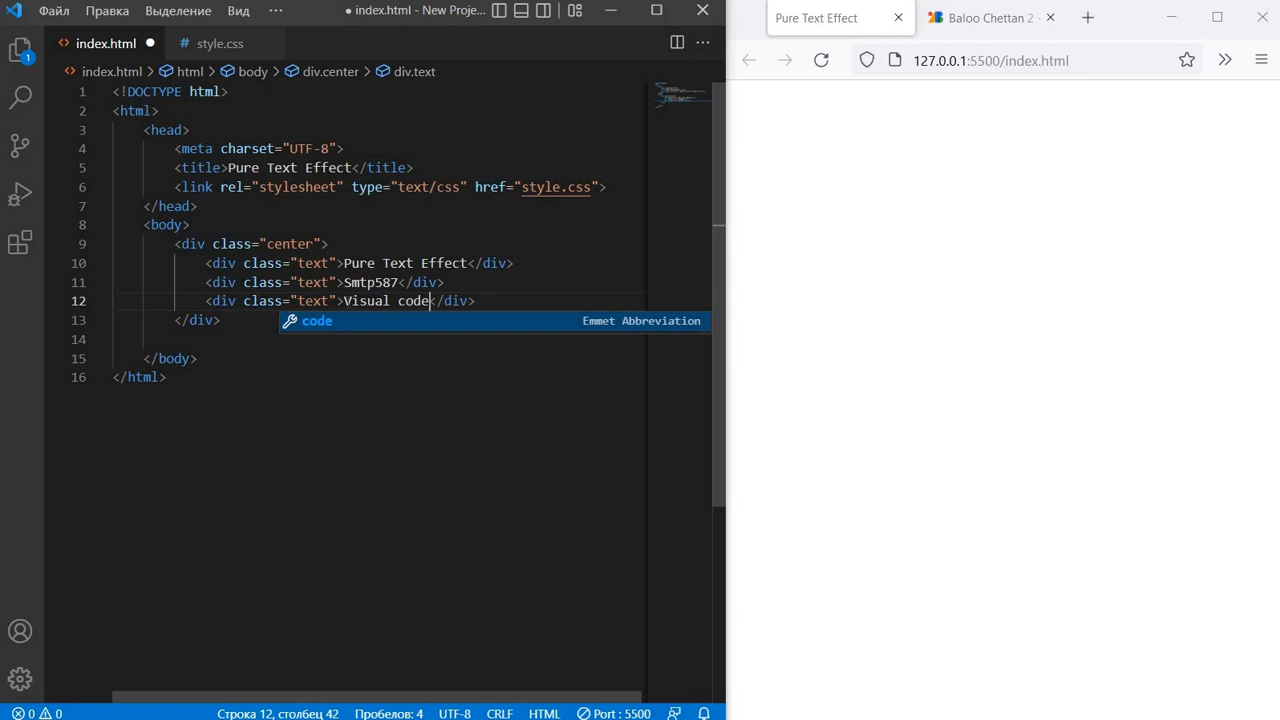 Файл Правка Выделение Вид ··· ● index.html - New Proje...
index.html ● style.css
index.html > html > body > div.center > div.text
1 <!DOCTYPE html>
2 <html>
3 <head>
4 <meta charset="UTF-8">
5 <title>Pure Text Effect</title>
6 <link rel="stylesheet" type="text/css" href="style.css">
7 </head>
8 <body>
9 <div class="center">
10 <div class="text">Pure Text Effect</div>
11 <div class="text">Smtp587</div>
12 <div class="text">Visual code</div>
code Emmet Abbreviation
13 </div>
14
15 </body>
16 </html>
1
0 0 Строка 12, столбец 42 Пробелов: 4 UTF-8 CRLF HTML Port : 5500
Pure Text Effect Baloo Chettan 2 -
127.0.0.1:5500/index.html